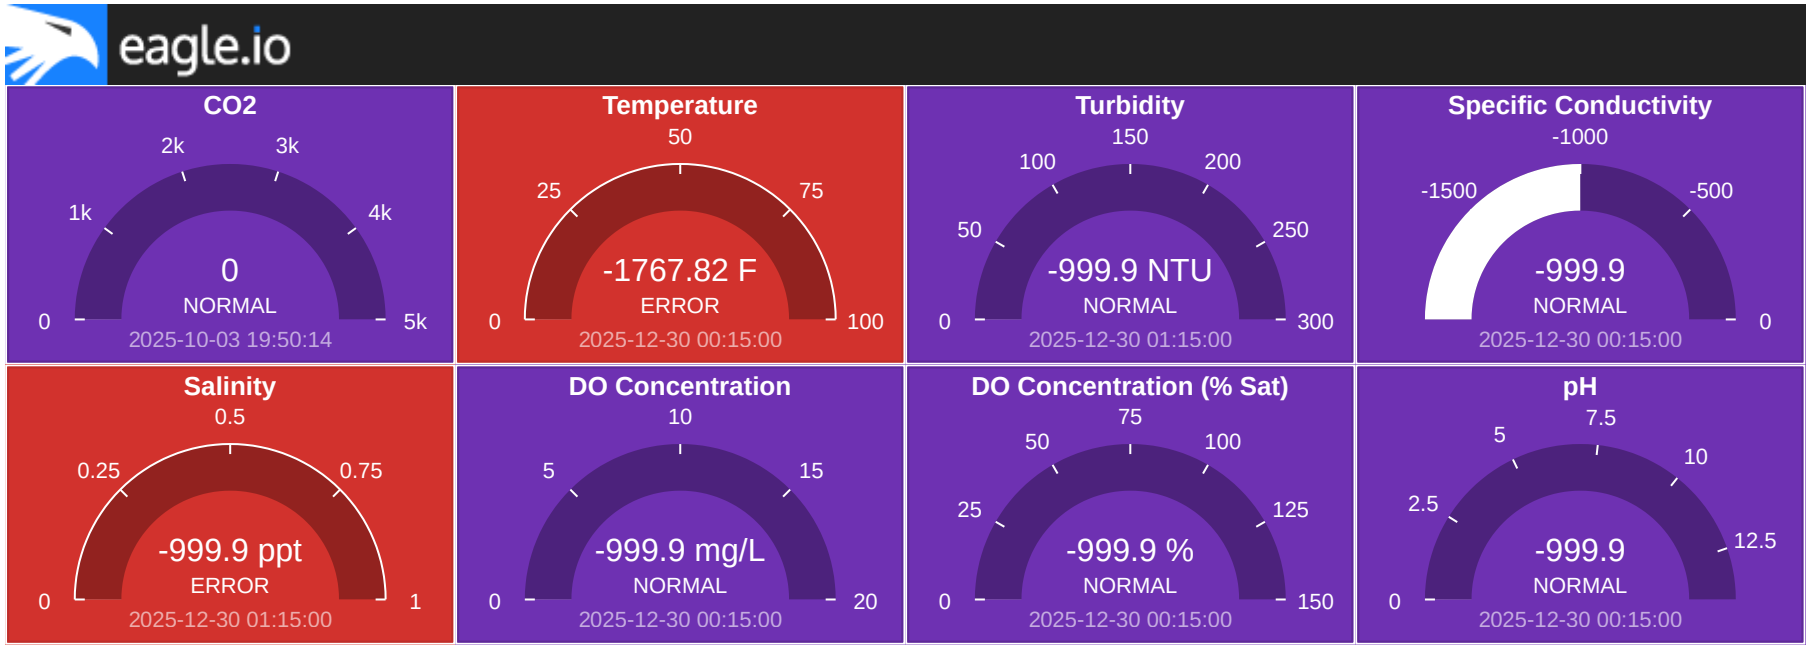 eagle.io
CO2
2k 3k
1k 4k
0
NORMAL
0 5k
2025-10-03 19:50:14
Temperature
50
25 75
-1767.82 F
ERROR
0 100
2025-12-30 00:15:00
Turbidity
150
100 200
50 250
-999.9 NTU
NORMAL
0 300
2025-12-30 01:15:00
Specific Conductivity
-1000
-1500 -500
-999.9
NORMAL
0
2025-12-30 00:15:00
Salinity
0.5
0.25 0.75
-999.9 ppt
ERROR
0 1
2025-12-30 01:15:00
DO Concentration
10
5 15
-999.9 mg/L
NORMAL
0 20
2025-12-30 00:15:00
DO Concentration (% Sat)
75
50 100
25 125
-999.9 %
NORMAL
0 150
2025-12-30 00:15:00
pH
7.5
5 10
2.5 12.5
-999.9
NORMAL
0
2025-12-30 00:15:00